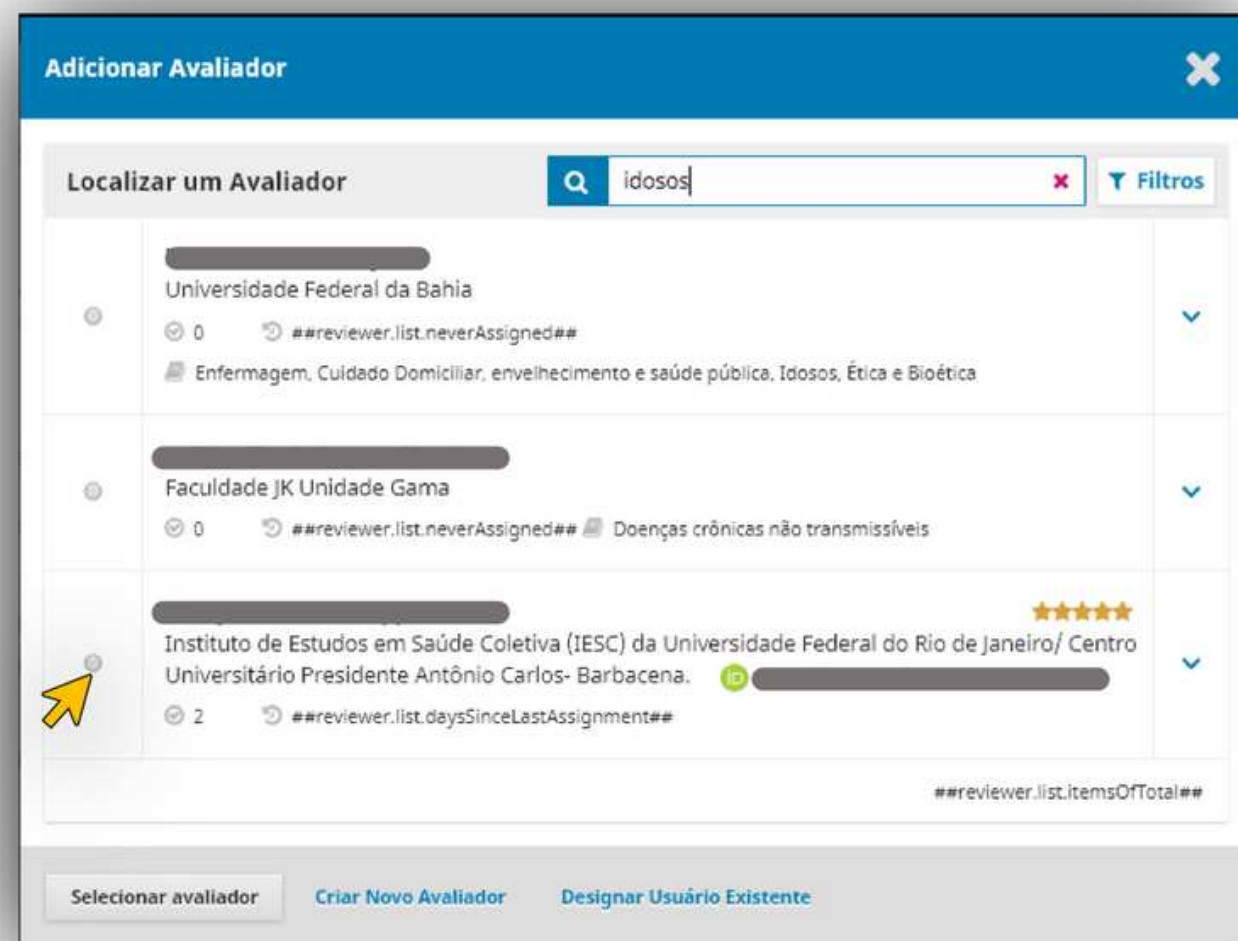 Adicionar Avaliador
Localizar um Avaliador
idosos
Filtros
Universidade Federal da Bahia
0 ##reviewer.list.neverAssigned##
Enfermagem, Cuidado Domiciliar, envelhecimento e saúde pública, Idosos, Ética e Bioética
Faculdade JK Unidade Gama
0 ##reviewer.list.neverAssigned## Doenças crônicas não transmissíveis
Instituto de Estudos em Saúde Coletiva (IESC) da Universidade Federal do Rio de Janeiro/ Centro
Universitário Presidente Antônio Carlos- Barbacena. iD
2 ##reviewer.list.daysSinceLastAssignment##
##reviewer.list.itemsOfTotal##
Selecionar avaliador Criar Novo Avaliador Designar Usuário Existente